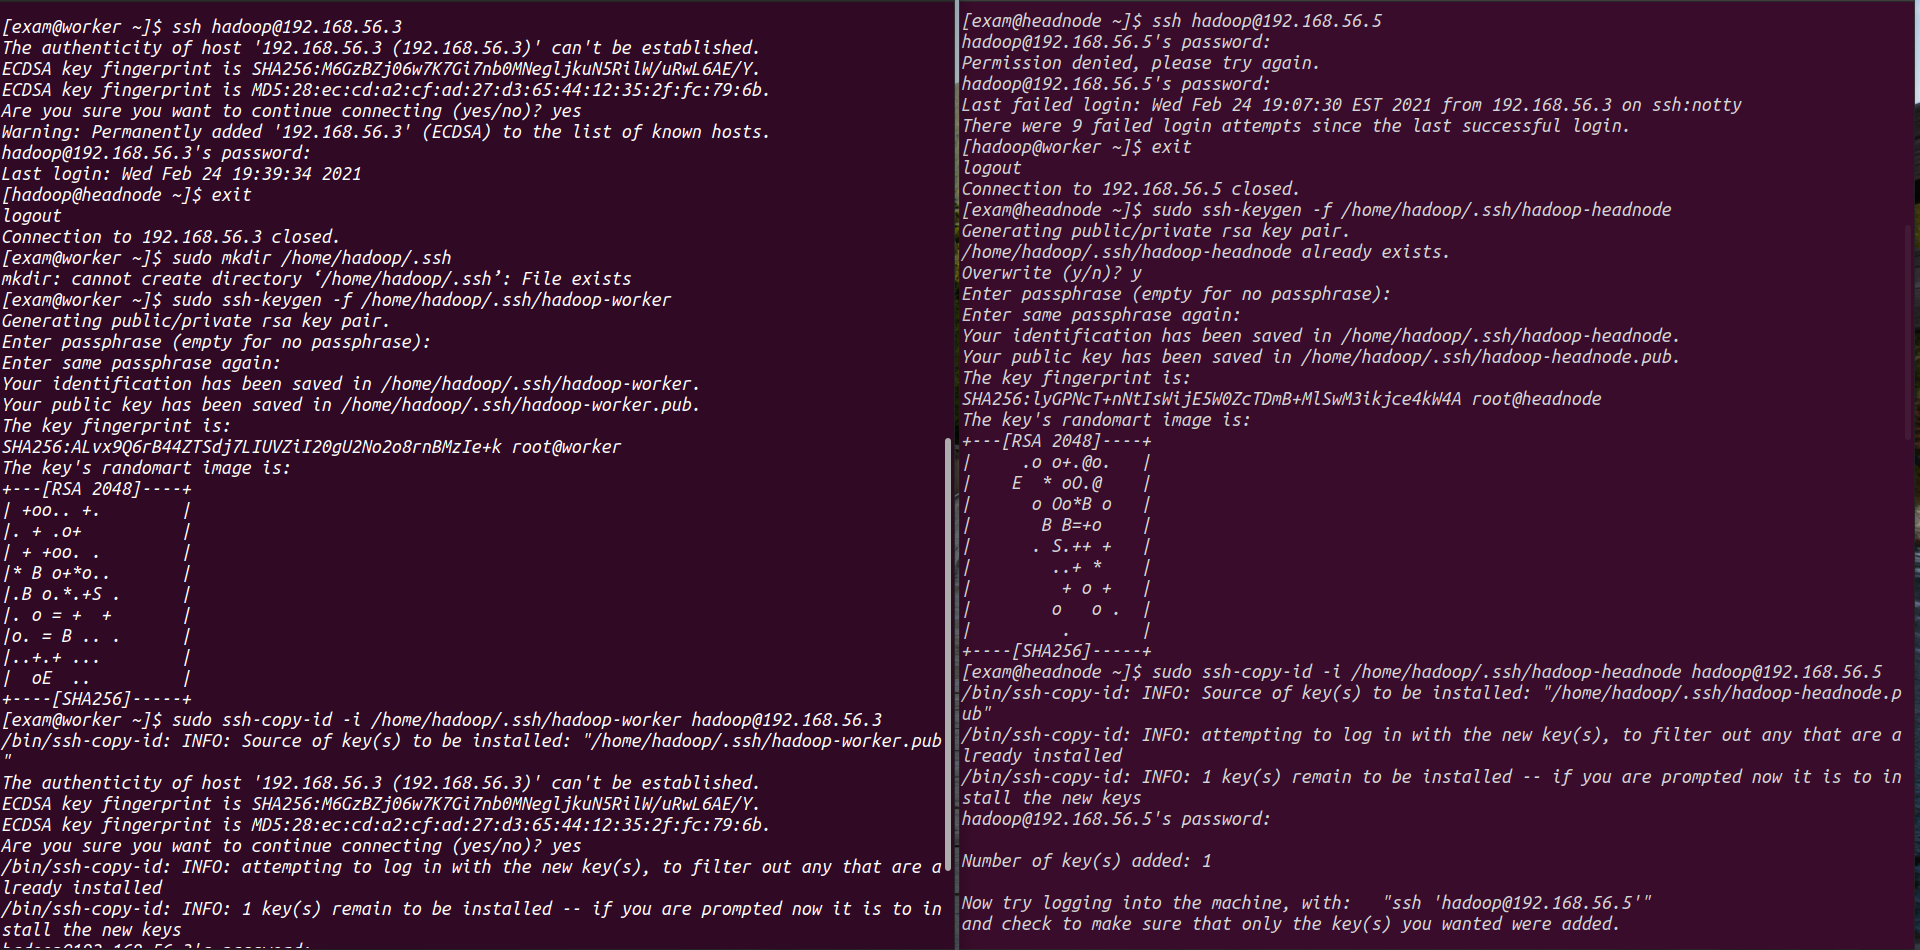 [exam@worker ~]$ ssh hadoop@192.168.56.3
The authenticity of host '192.168.56.3 (192.168.56.3)' can't be established.
ECDSA key fingerprint is SHA256:M6GzBZj06w7K7Gi7nb0MNegljkuN5RilW/uRwL6AE/Y.
ECDSA key fingerprint is MD5:28:ec:cd:a2:cf:ad:27:d3:65:44:12:35:2f:fc:79:6b.
Are you sure you want to continue connecting (yes/no)? yes
Warning: Permanently added '192.168.56.3' (ECDSA) to the list of known hosts.
hadoop@192.168.56.3's password:
Last login: Wed Feb 24 19:39:34 2021
[hadoop@headnode ~]$ exit
logout
Connection to 192.168.56.3 closed.
[exam@worker ~]$ sudo mkdir /home/hadoop/.ssh
mkdir: cannot create directory ‘/home/hadoop/.ssh’: File exists
[exam@worker ~]$ sudo ssh-keygen -f /home/hadoop/.ssh/hadoop-worker
Generating public/private rsa key pair.
Enter passphrase (empty for no passphrase):
Enter same passphrase again:
Your identification has been saved in /home/hadoop/.ssh/hadoop-worker.
Your public key has been saved in /home/hadoop/.ssh/hadoop-worker.pub.
The key fingerprint is:
SHA256:ALvx9Q6rB44ZTSdj7LIUVZiI20gU2No2o8rnBMzIe+k root@worker
The key's randomart image is:
+---[RSA 2048]----+
| +oo.. +.        |
|. + .o+          |
| + +oo. .        |
|* B o+*o..       |
|.B o.*.+S .      |
|. o = +  +       |
|o. = B .. .      |
|..+.+ ...        |
|  oE  ..         |
+----[SHA256]-----+
[exam@worker ~]$ sudo ssh-copy-id -i /home/hadoop/.ssh/hadoop-worker hadoop@192.168.56.3
/bin/ssh-copy-id: INFO: Source of key(s) to be installed: "/home/hadoop/.ssh/hadoop-worker.pub
"
The authenticity of host '192.168.56.3 (192.168.56.3)' can't be established.
ECDSA key fingerprint is SHA256:M6GzBZj06w7K7Gi7nb0MNegljkuN5RilW/uRwL6AE/Y.
ECDSA key fingerprint is MD5:28:ec:cd:a2:cf:ad:27:d3:65:44:12:35:2f:fc:79:6b.
Are you sure you want to continue connecting (yes/no)? yes
/bin/ssh-copy-id: INFO: attempting to log in with the new key(s), to filter out any that are a
lready installed
/bin/ssh-copy-id: INFO: 1 key(s) remain to be installed -- if you are prompted now it is to in
stall the new keys
hadoop@192.168.56.3's password:
[exam@headnode ~]$ ssh hadoop@192.168.56.5
hadoop@192.168.56.5's password:
Permission denied, please try again.
hadoop@192.168.56.5's password:
Last failed login: Wed Feb 24 19:07:30 EST 2021 from 192.168.56.3 on ssh:notty
There were 9 failed login attempts since the last successful login.
[hadoop@worker ~]$ exit
logout
Connection to 192.168.56.5 closed.
[exam@headnode ~]$ sudo ssh-keygen -f /home/hadoop/.ssh/hadoop-headnode
Generating public/private rsa key pair.
/home/hadoop/.ssh/hadoop-headnode already exists.
Overwrite (y/n)? y
Enter passphrase (empty for no passphrase):
Enter same passphrase again:
Your identification has been saved in /home/hadoop/.ssh/hadoop-headnode.
Your public key has been saved in /home/hadoop/.ssh/hadoop-headnode.pub.
The key fingerprint is:
SHA256:lyGPNcT+nNtIsWijE5W0ZcTDmB+MlSwM3ikjce4kW4A root@headnode
The key's randomart image is:
+---[RSA 2048]----+
|     .o o+.@o.   |
|    E  * oO.@    |
|      o Oo*B o   |
|       B B=+o    |
|      . S.++ +   |
|        ..+ *    |
|         + o +   |
|        o   o .  |
|         .       |
+----[SHA256]-----+
[exam@headnode ~]$ sudo ssh-copy-id -i /home/hadoop/.ssh/hadoop-headnode hadoop@192.168.56.5
/bin/ssh-copy-id: INFO: Source of key(s) to be installed: "/home/hadoop/.ssh/hadoop-headnode.p
ub"
/bin/ssh-copy-id: INFO: attempting to log in with the new key(s), to filter out any that are a
lready installed
/bin/ssh-copy-id: INFO: 1 key(s) remain to be installed -- if you are prompted now it is to in
stall the new keys
hadoop@192.168.56.5's password:
Number of key(s) added: 1
Now try logging into the machine, with:   "ssh 'hadoop@192.168.56.5'"
and check to make sure that only the key(s) you wanted were added.